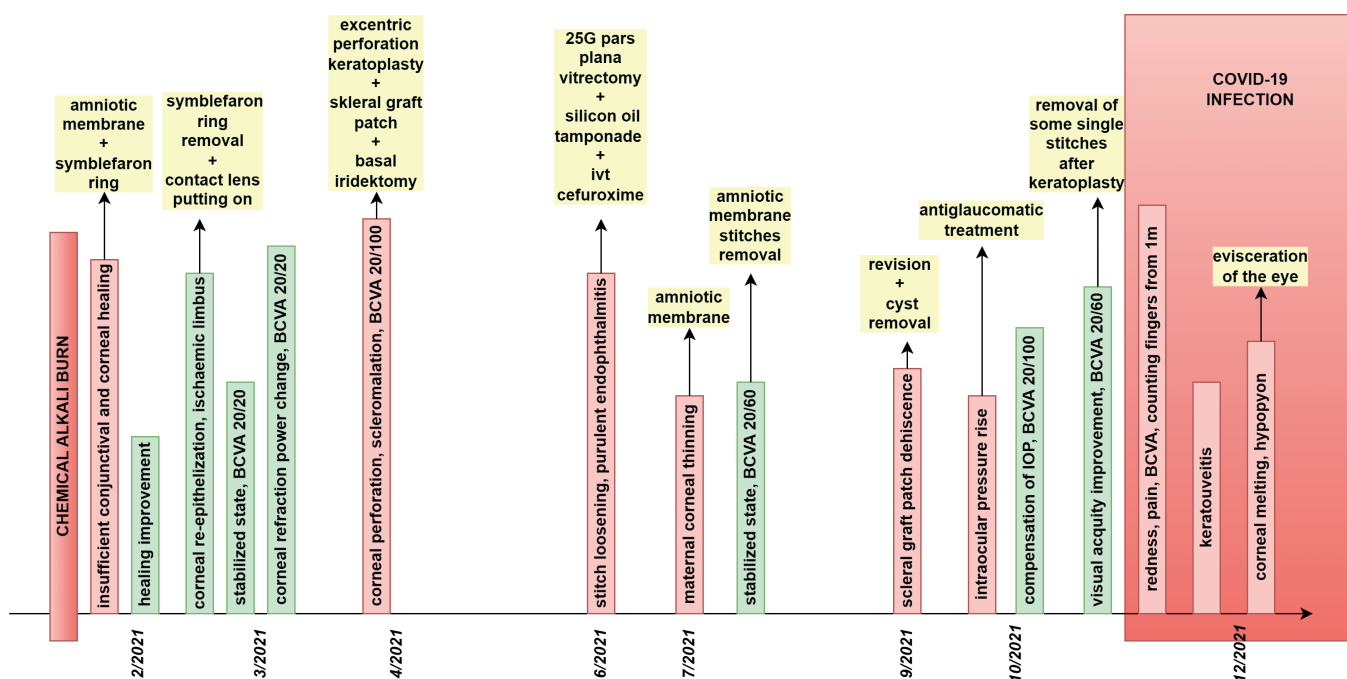 CHEMICAL ALKALI BURN
amniotic
membrane
+
symblefaron
ring
insufficient conjunctival and corneal healing
healing improvement
2/2021
symblefaron
ring
removal
+
contact lens
putting on
corneal re-epithelization, ischaemic limbus
stabilized state, BCVA 20/20
corneal refraction power change, BCVA 20/20
3/2021
excentric
perforation
keratoplasty
+
skleral graft
patch
+
basal
iridektomy
corneal perforation, scleromalation, BCVA 20/100
4/2021
25G pars
plana
vitrectomy
+
silicon oil
tamponade
+
ivt
cefuroxime
stitch loosening, purulent endophthalmitis
6/2021
amniotic
membrane
maternal corneal thinning
7/2021
amniotic
membrane
stitches
removal
stabilized state, BCVA 20/60
revision
+
cyst
removal
scleral graft patch dehiscence
9/2021
antiglaucomatic
treatment
intraocular pressure rise
compensation of IOP, BCVA 20/100
10/2021
removal of
some single
stitches
after
keratoplasty
visual acquity improvement, BCVA 20/60
COVID-19
INFECTION
redness, pain, BCVA, counting fingers from 1m
keratouveitis
evisceration
of the eye
corneal melting, hypopyon
12/2021